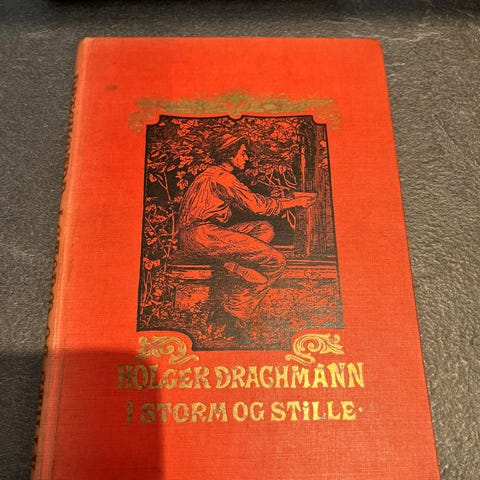 HOLGER DRACHMANN
I STORM OG STILLE·